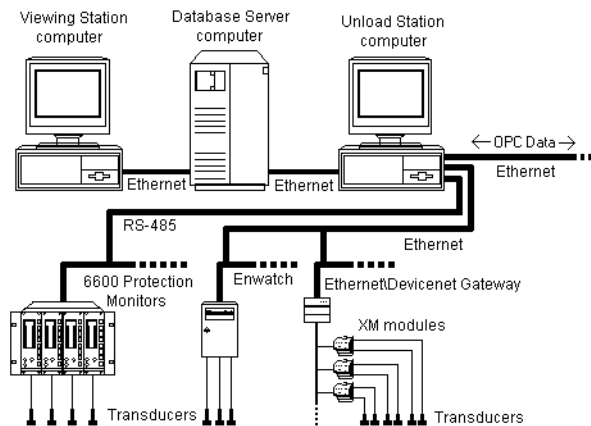 Viewing Station
computer
Database Server
computer
Unload Station
computer
OPC Data
Ethernet
Ethernet
Ethernet
RS-485
Ethernet
6600 Protection
Monitors
Enwatch
Ethernet\Devicenet Gateway
XM modules
Transducers
Transducers